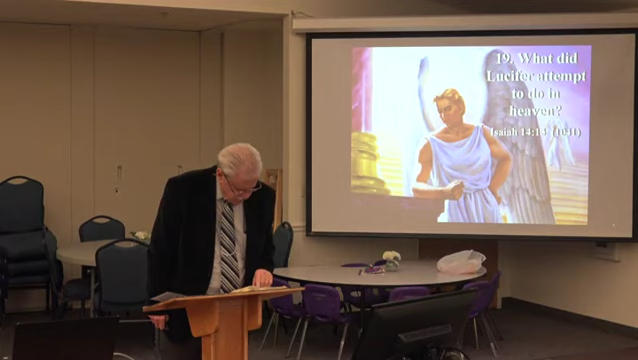 19. What did
Lucifer attempt
to do in
heaven?
Isaiah 14:14